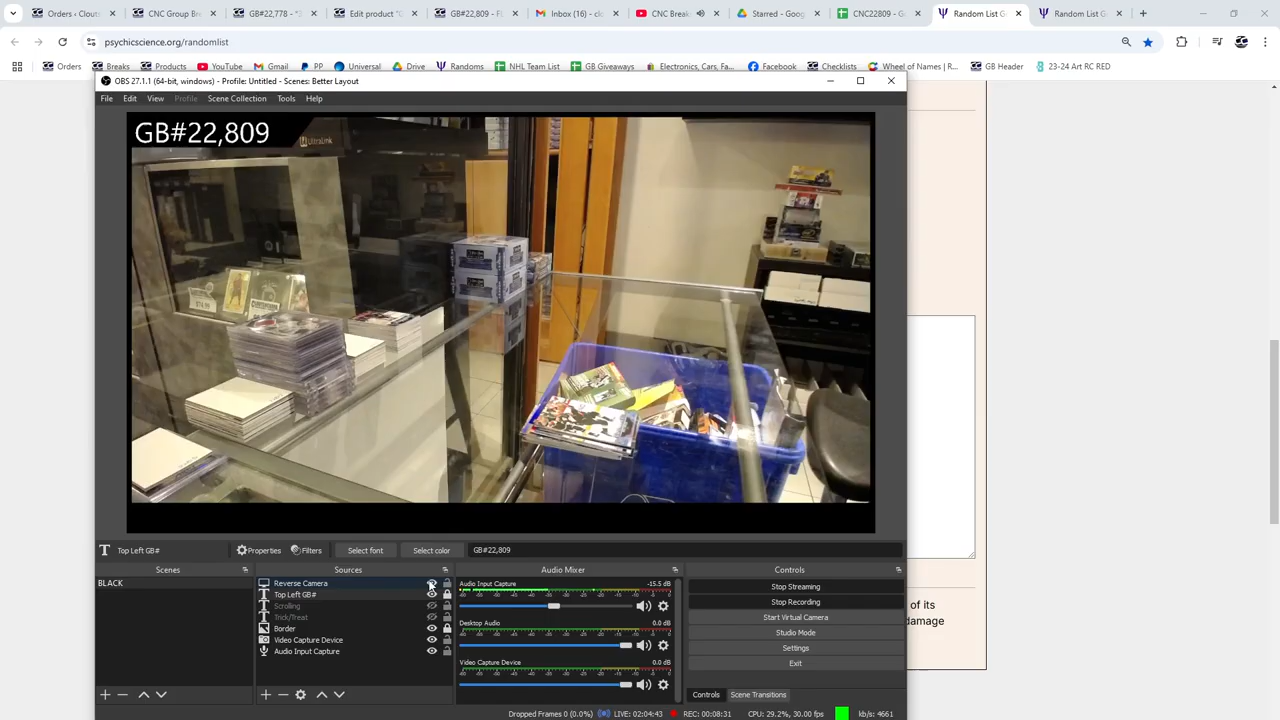 Orders ‹ Clout
CNC Group Br
GB#22,778 – 2
Edit product "C
GB#22,809 - FO
Inbox (16) - clo
CNC Break
Starred - Goog
CNC22809 - Go
Random List G
Random List G
psychicscience.org/randomlist
Orders
Breaks
Products
YouTube
Gmail
PP
Universal
Drive
Randoms
NHL Team List
GB Giveaways
Electronics, Cars, Fa...
Facebook
Checklists
Wheel of Names | R...
GB Header
23-24 Art RC RED
OBS 27.1.1 (64-bit, windows) - Profile: Untitled - Scenes: Better Layout
File Edit View Profile Scene Collection Tools Help
GB#22,809
UltraLink
Top Left GB#
Properties
Filters
Select font
Select color
GB#22,809
Scenes
Sources
Audio Mixer
Controls
BLACK
Reverse Camera
Top Left GB#
Scrolling
Trick/Treat
Border
Video Capture Device
Audio Input Capture
Audio Input Capture -15.5 dB
Desktop Audio 0.0 dB
Video Capture Device 0.0 dB
Stop Streaming
Stop Recording
Start Virtual Camera
Studio Mode
Settings
Exit
Controls Scene Transitions
of its
damage
Dropped Frames 0 (0.0%) LIVE: 02:04:43 REC: 00:08:31 CPU: 29.2%, 30.00 fps kb/s: 4661